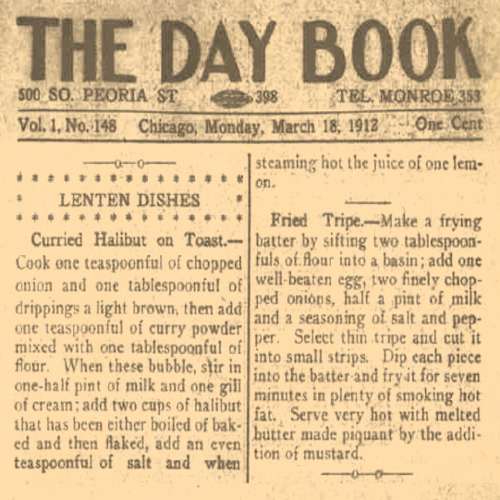 THE DAY BOOK
500 SO. PEORIA ST 398 TEL. MONROE 353
Vol. 1, No. 148 Chicago, Monday, March 18, 1912 One Cent
LENTEN DISHES
Curried Halibut on Toast.—
Cook one teaspoonful of chopped
onion and one tablespoonful of
drippings a light brown, then add
one teaspoonful of curry powder
mixed with one tablespoonful of
flour. When these bubble, stir in
one-half pint of milk and one gill
of cream; add two cups of halibut
that has been either boiled of bak-
ed and then flaked, add an even
teaspoonful of salt and when
steaming hot the juice of one lem-
on.
Fried Tripe.—Make a frying
batter by sifting two tablespoon-
fuls of flour into a basin; add one
well-beaten egg, two finely chop-
ped onions, half a pint of milk
and a seasoning of salt and pep-
per. Select thin tripe and cut it
into small strips. Dip each piece
into the batter and fry it for seven
minutes in plenty of smoking hot
fat. Serve very hot with melted
butter made piquant by the addi-
tion of mustard.